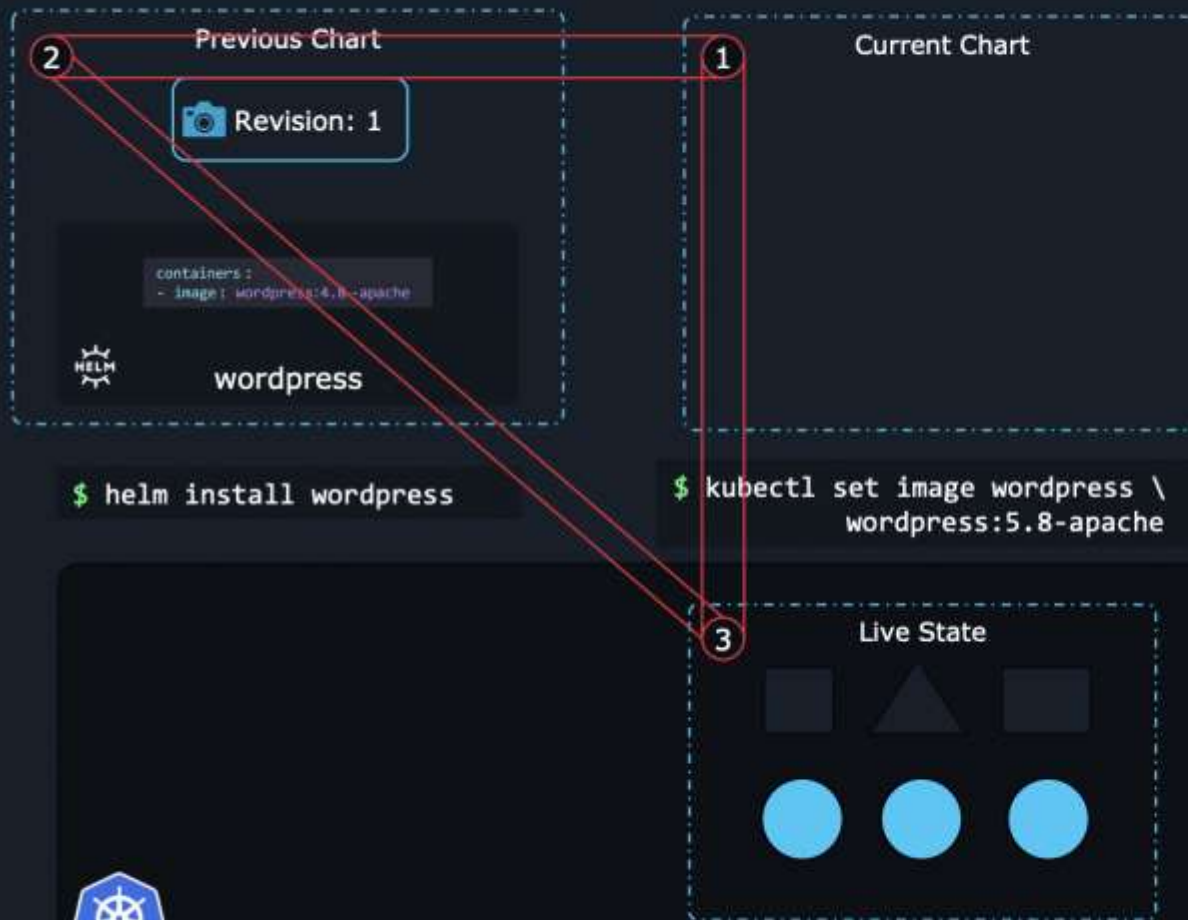 Previous Chart
2
1
Current Chart
Revision: 1
containers:
- image: wordpress:4.8-apache
HELM
wordpress
$ helm install wordpress
$ kubectl set image wordpress \
wordpress:5.8-apache
3
Live State